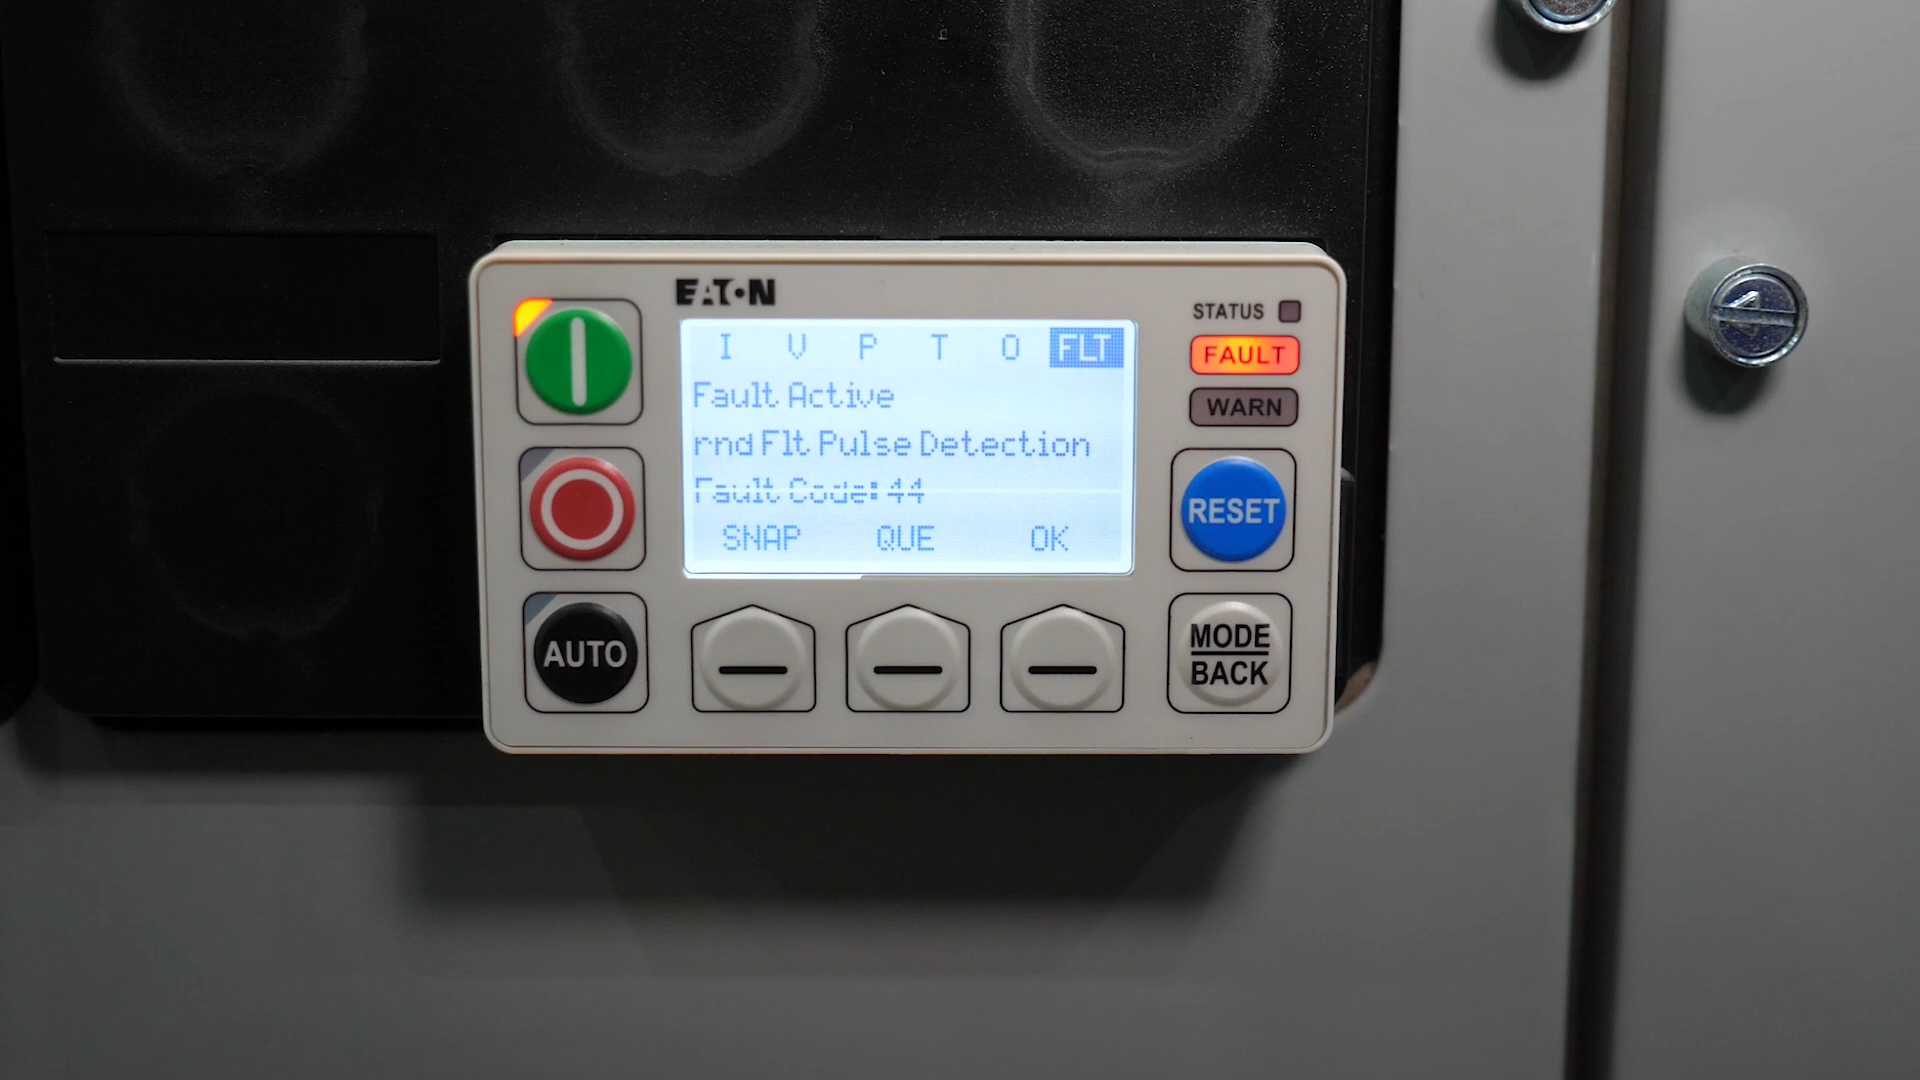 EATON
I V P T O FLT
Fault Active
rnd Flt Pulse Detection
Fault Code: 44
SNAP QUE OK
STATUS
FAULT
WARN
RESET
AUTO
MODE
BACK